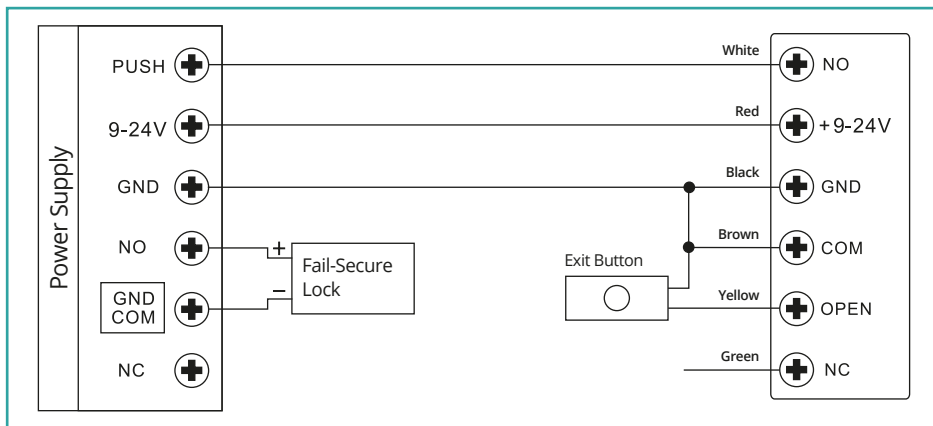 Power Supply
PUSH
9-24V
GND
NO
GND
COM
NC
+
Fail-Secure
Lock
−
Exit Button
White
Red
Black
Brown
Yellow
Green
NO
+9-24V
GND
COM
OPEN
NC